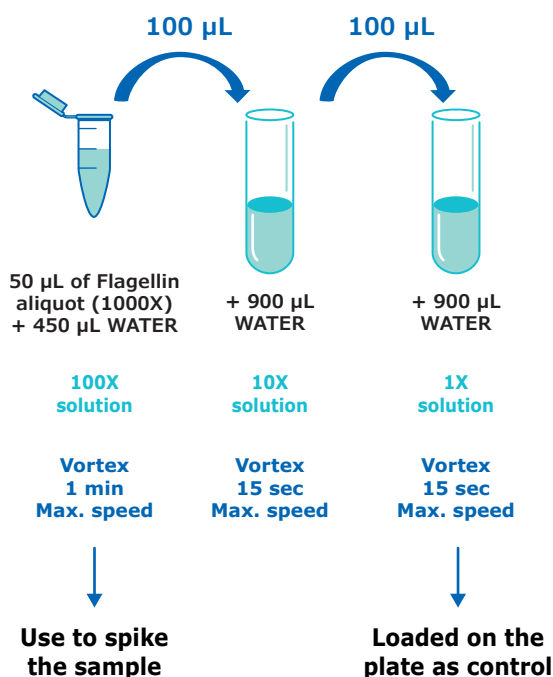 100 µL
100 µL
50 µL of Flagellin
aliquot (1000X)
+ 450 µL WATER
+ 900 µL
WATER
+ 900 µL
WATER
100X
solution
10X
solution
1X
solution
Vortex
1 min
Max. speed
Vortex
15 sec
Max. speed
Vortex
15 sec
Max. speed
Use to spike
the sample
Loaded on the
plate as control